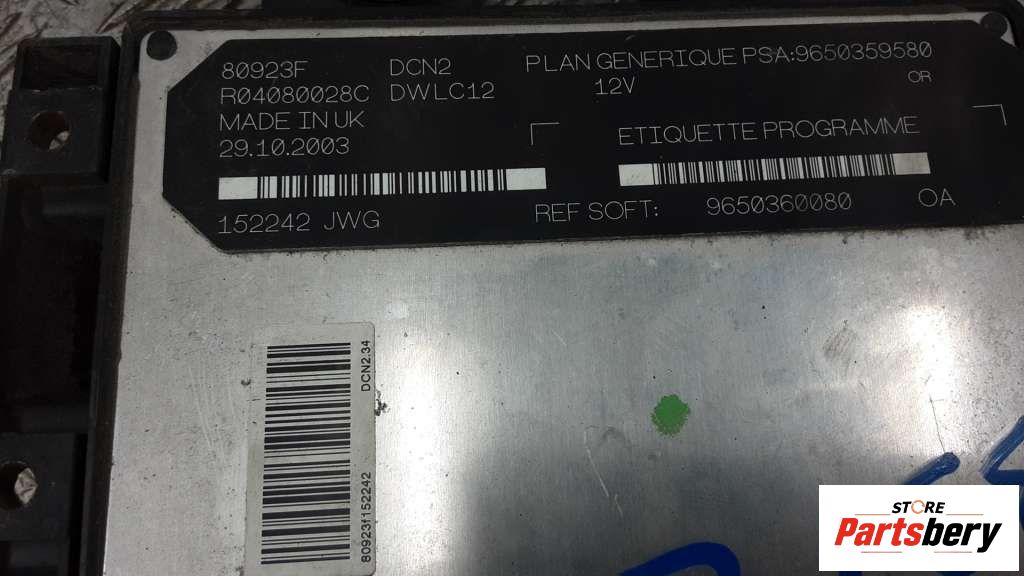 80923F DCN2 PLAN GENERIQUE PSA:9650359580
R04080028C DWLC12 12V OR
MADE IN UK
29.10.2003
ETIQUETTE PROGRAMME
152242 JWG REF SOFT: 9650360080 OA
DCN2.34
80923f152242
STORE
Partsbery